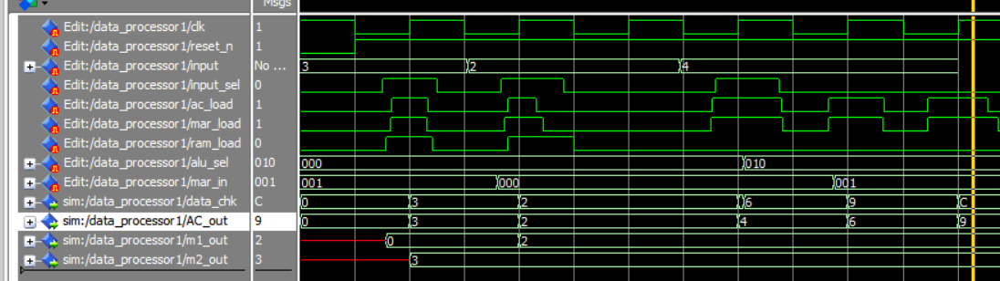 Msgs
Edit:/data_processor1/clk 1
Edit:/data_processor1/reset_n 1
Edit:/data_processor1/input No ... 3 2 4
Edit:/data_processor1/input_sel 0
Edit:/data_processor1/ac_load 1
Edit:/data_processor1/mar_load 1
Edit:/data_processor1/ram_load 0
Edit:/data_processor1/alu_sel 010 000 010
Edit:/data_processor1/mar_in 001 001 000 001
sim:/data_processor1/data_chk C 0 3 2 6 9 C
sim:/data_processor1/AC_out 9 0 3 2 4 6 9
sim:/data_processor1/m1_out 2 0 2
sim:/data_processor1/m2_out 3 3